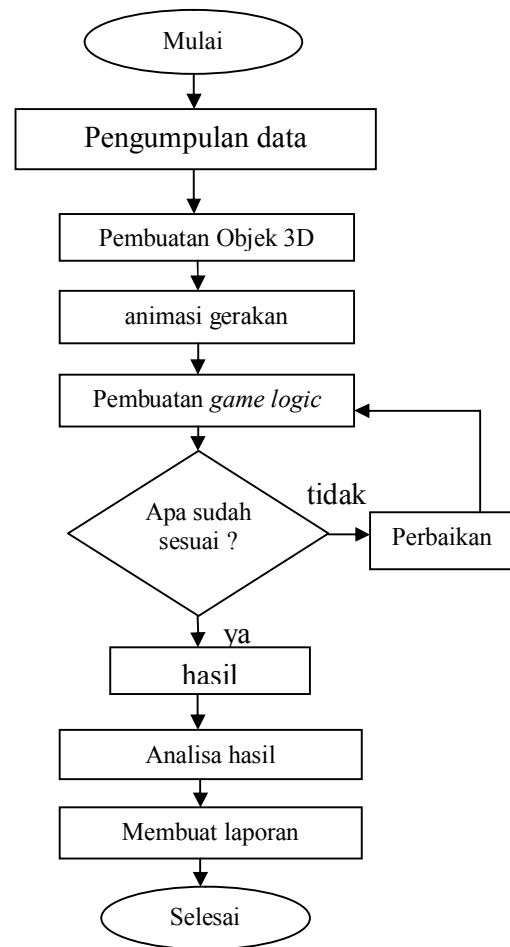 Mulai
Pengumpulan data
Pembuatan Objek 3D
animasi gerakan
Pembuatan game logic
Apa sudah
sesuai ?
tidak
Perbaikan
ya
hasil
Analisa hasil
Membuat laporan
Selesai